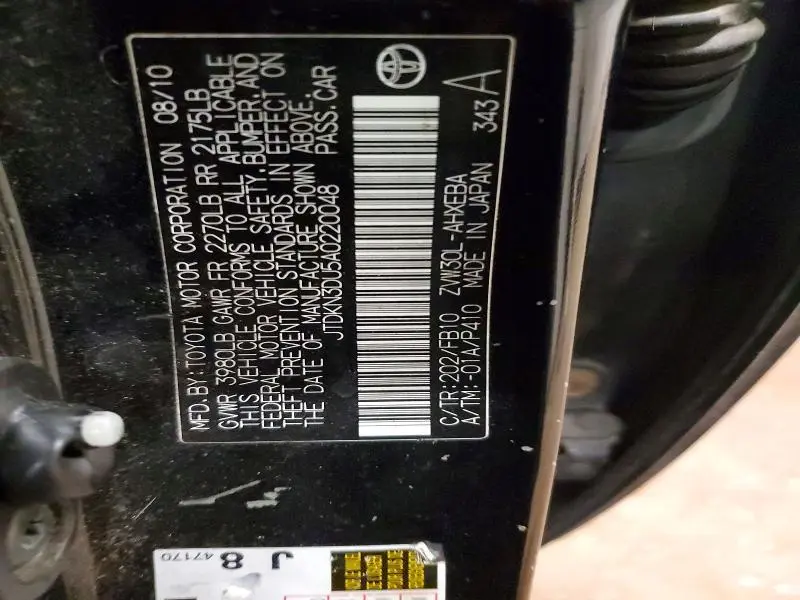 MFD.BY:TOYOTA MOTOR CORPORATION 08/10
GVWR 3980LB GAWR FR 2270LB RR 2175LB
THIS VEHICLE CONFORMS TO ALL APPLICABLE
FEDERAL MOTOR VEHICLE SAFETY,BUMPER,AND
THEFT PREVENTION STANDARDS IN EFFECT ON
THE DATE OF MANUFACTURE SHOWN ABOVE.
JTDKN3DU5A0220048 PASS.CAR
C/TR:202/FB10 ZVW30L-AHXEBA
A/TM:-01A/P410 MADE IN JAPAN 343 A
J 8
47170